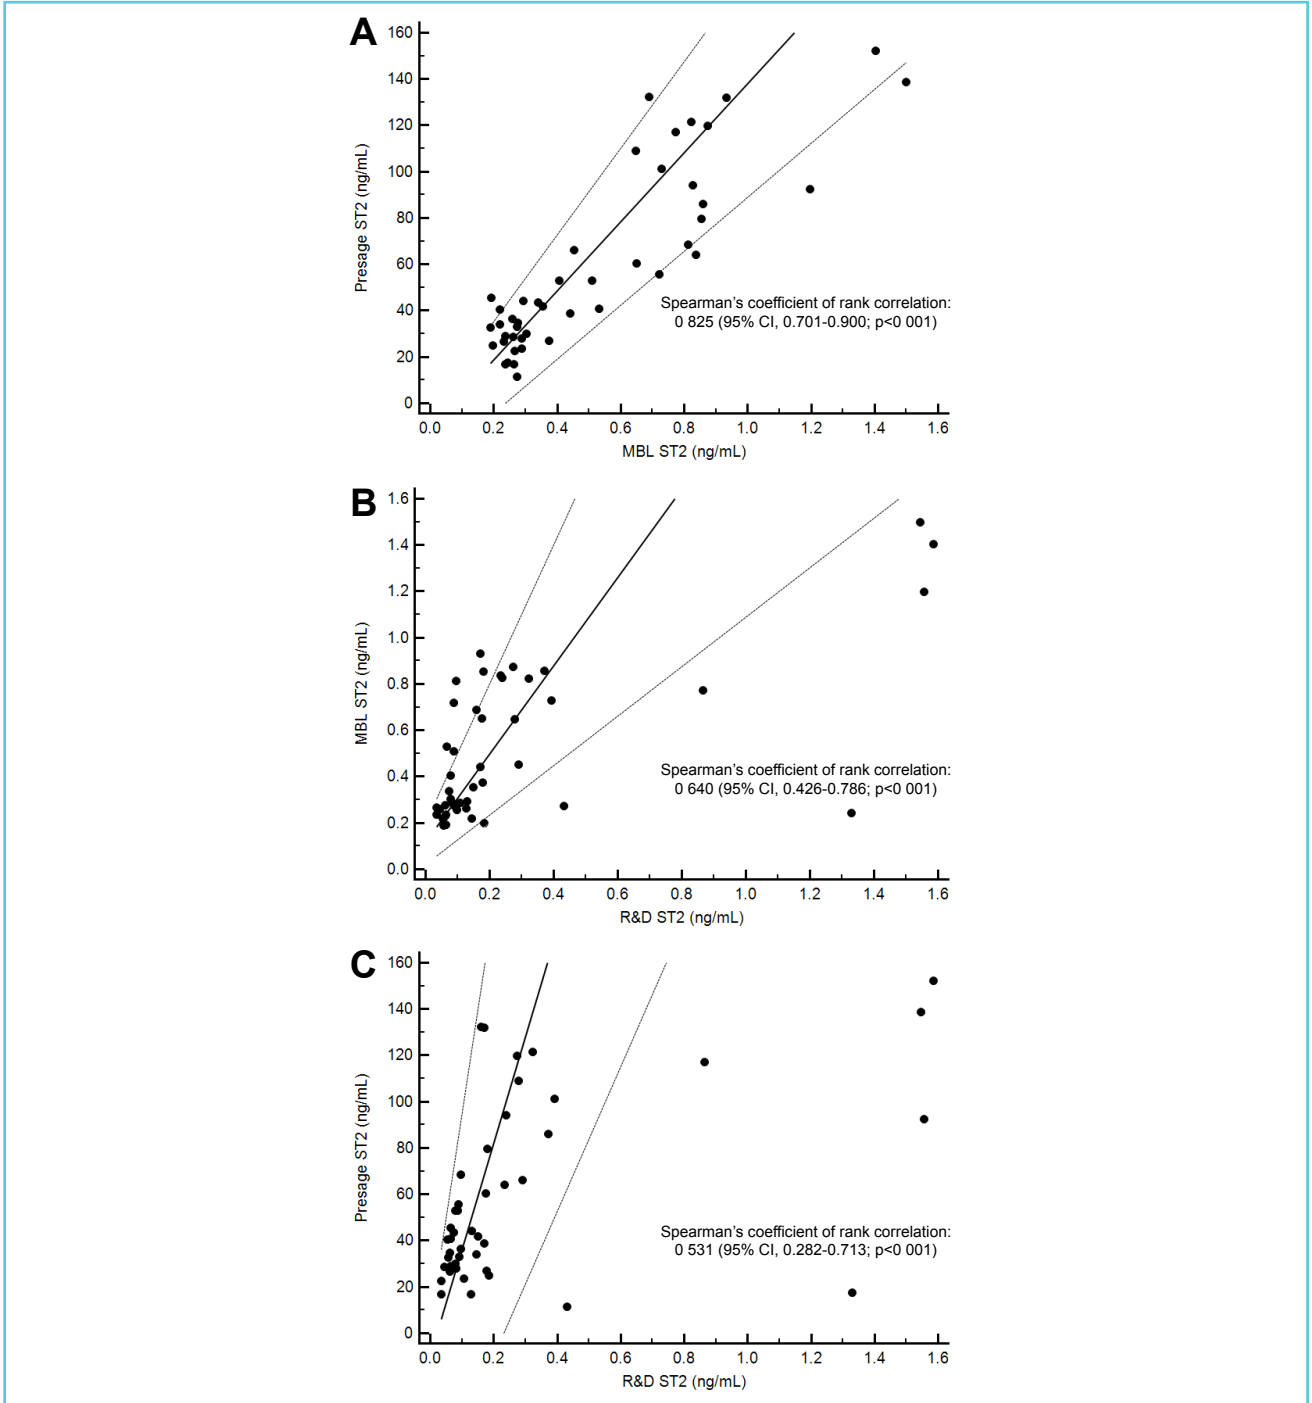 A
160
140
120
100
80
60
40
20
0
Presage ST2 (ng/mL)
Spearman's coefficient of rank correlation:
0 825 (95% CI, 0.701-0.900; p<0 001)
0.0 0.2 0.4 0.6 0.8 1.0 1.2 1.4 1.6
MBL ST2 (ng/mL)
B
1.6
1.4
1.2
1.0
0.8
0.6
0.4
0.2
0.0
MBL ST2 (ng/mL)
Spearman's coefficient of rank correlation:
0 640 (95% CI, 0.426-0.786; p<0 001)
0.0 0.2 0.4 0.6 0.8 1.0 1.2 1.4 1.6
R&D ST2 (ng/mL)
C
160
140
120
100
80
60
40
20
0
Presage ST2 (ng/mL)
Spearman's coefficient of rank correlation:
0 531 (95% CI, 0.282-0.713; p<0 001)
0.0 0.2 0.4 0.6 0.8 1.0 1.2 1.4 1.6
R&D ST2 (ng/mL)